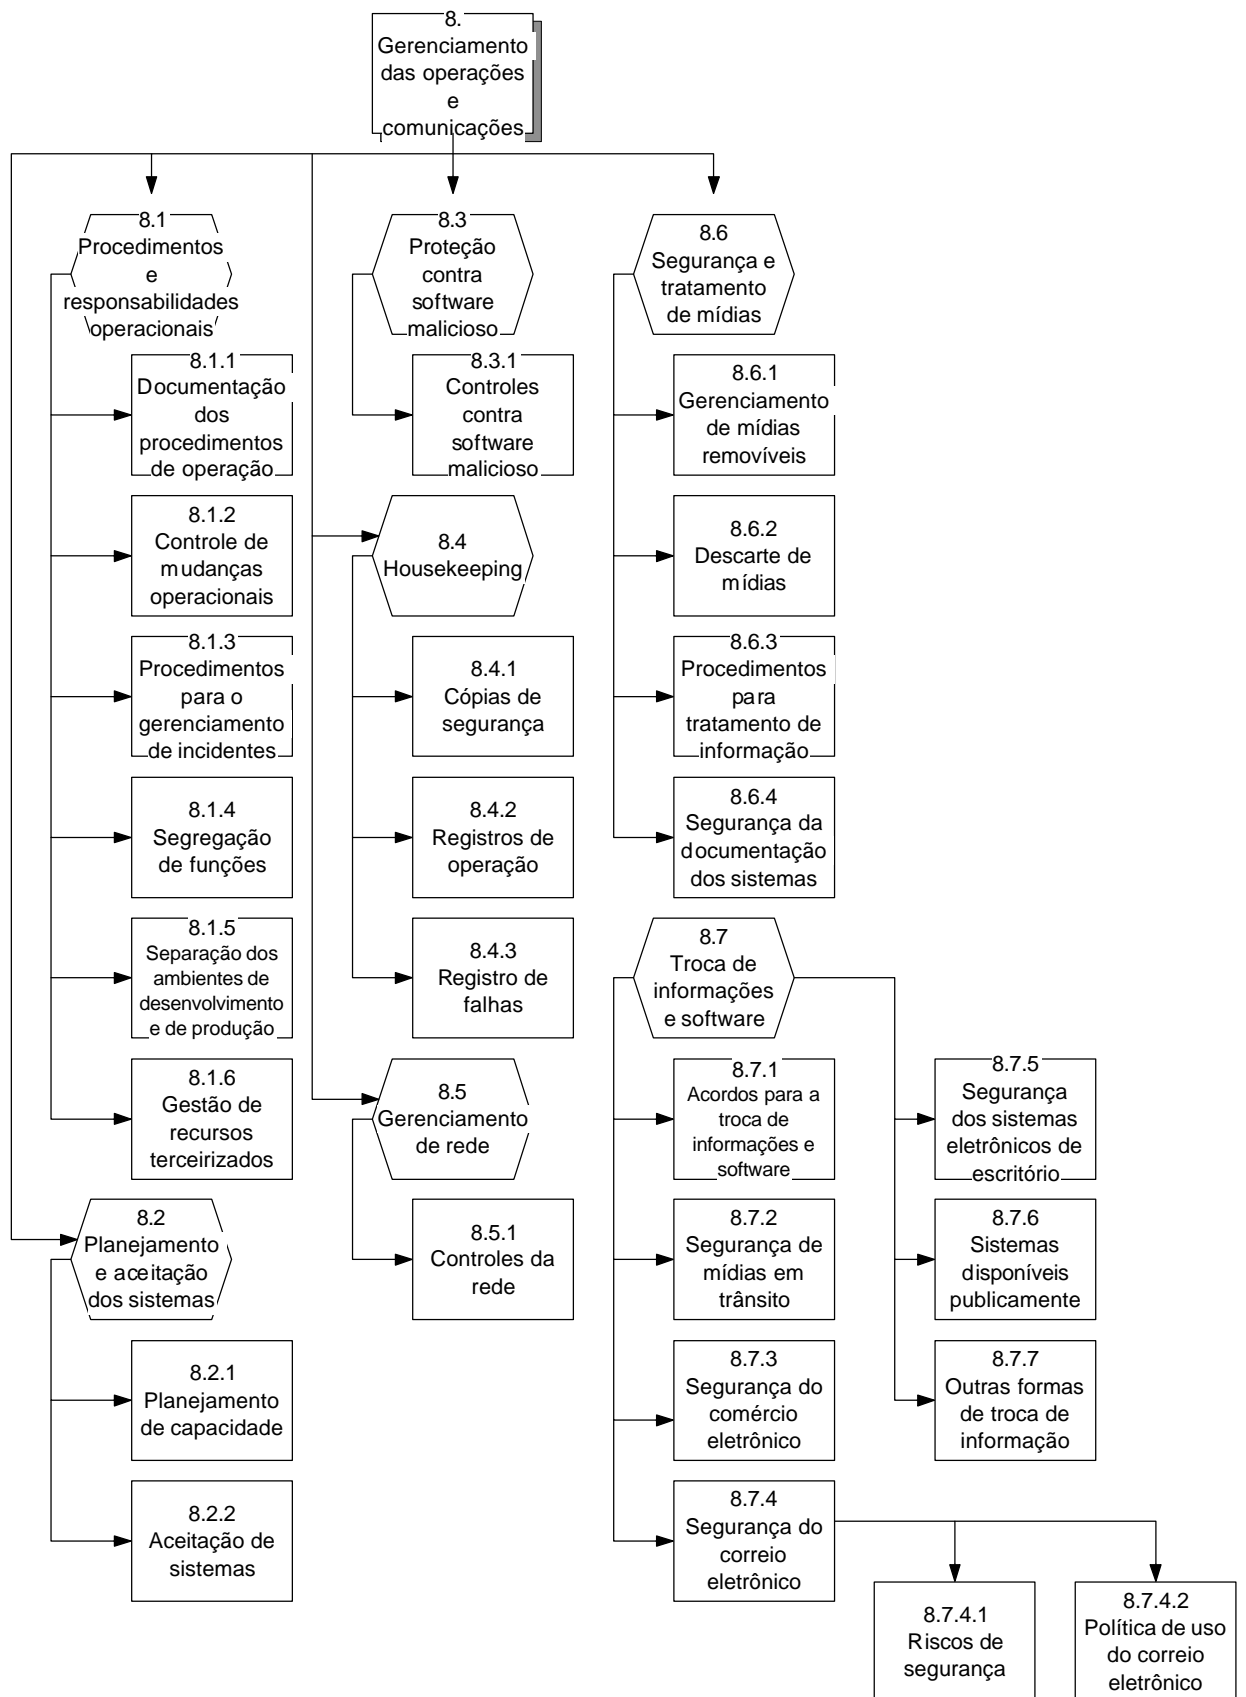 8.
Gerenciamento
das operações
e
comunicações
8.1
Procedimentos
e
responsabilidades
operacionais
8.1.1
Documentação
dos
procedimentos
de operação
8.1.2
Controle de
mudanças
operacionais
8.1.3
Procedimentos
para o
gerenciamento
de incidentes
8.1.4
Segregação
de funções
8.1.5
Separação dos
ambientes de
desenvolvimento
e de produção
8.1.6
Gestão de
recursos
terceirizados
8.2
Planejamento
e aceitação
dos sistemas
8.2.1
Planejamento
de capacidade
8.2.2
Aceitação de
sistemas
8.3
Proteção
contra
software
malicioso
8.3.1
Controles
contra
software
malicioso
8.4
Housekeeping
8.4.1
Cópias de
segurança
8.4.2
Registros de
operação
8.4.3
Registro de
falhas
8.5
Gerenciamento
de rede
8.5.1
Controles da
rede
8.6
Segurança e
tratamento
de mídias
8.6.1
Gerenciamento
de mídias
removíveis
8.6.2
Descarte de
mídias
8.6.3
Procedimentos
para
tratamento de
informação
8.6.4
Segurança da
documentação
dos sistemas
8.7
Troca de
informações
e software
8.7.1
Acordos para a
troca de
informações e
software
8.7.2
Segurança de
mídias em
trânsito
8.7.3
Segurança do
comércio
eletrônico
8.7.4
Segurança do
correio
eletrônico
8.7.4.1
Riscos de
segurança
8.7.4.2
Política de uso
do correio
eletrônico
8.7.5
Segurança
dos sistemas
eletrônicos de
escritório
8.7.6
Sistemas
disponíveis
publicamente
8.7.7
Outras formas
de troca de
informação